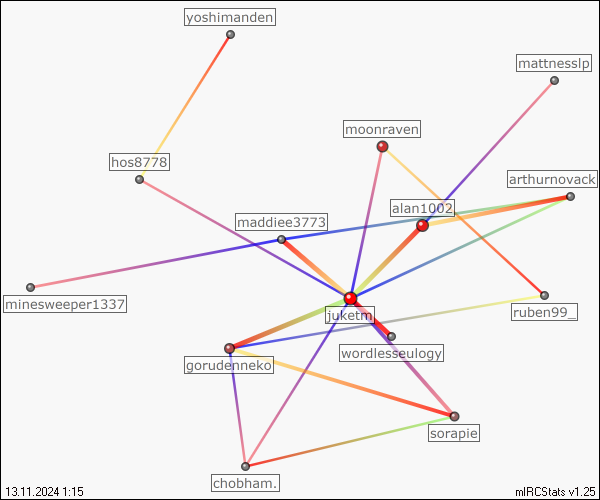 yoshimanden
mattnesslp
moonraven
hos8778
arthurnovack
alan1002
maddiee3773
minesweeper1337
juketm
ruben99_
wordlesseulogy
gorudenneko
sorapie
chobham.
13.11.2024 1:15
mIRCStats v1.25